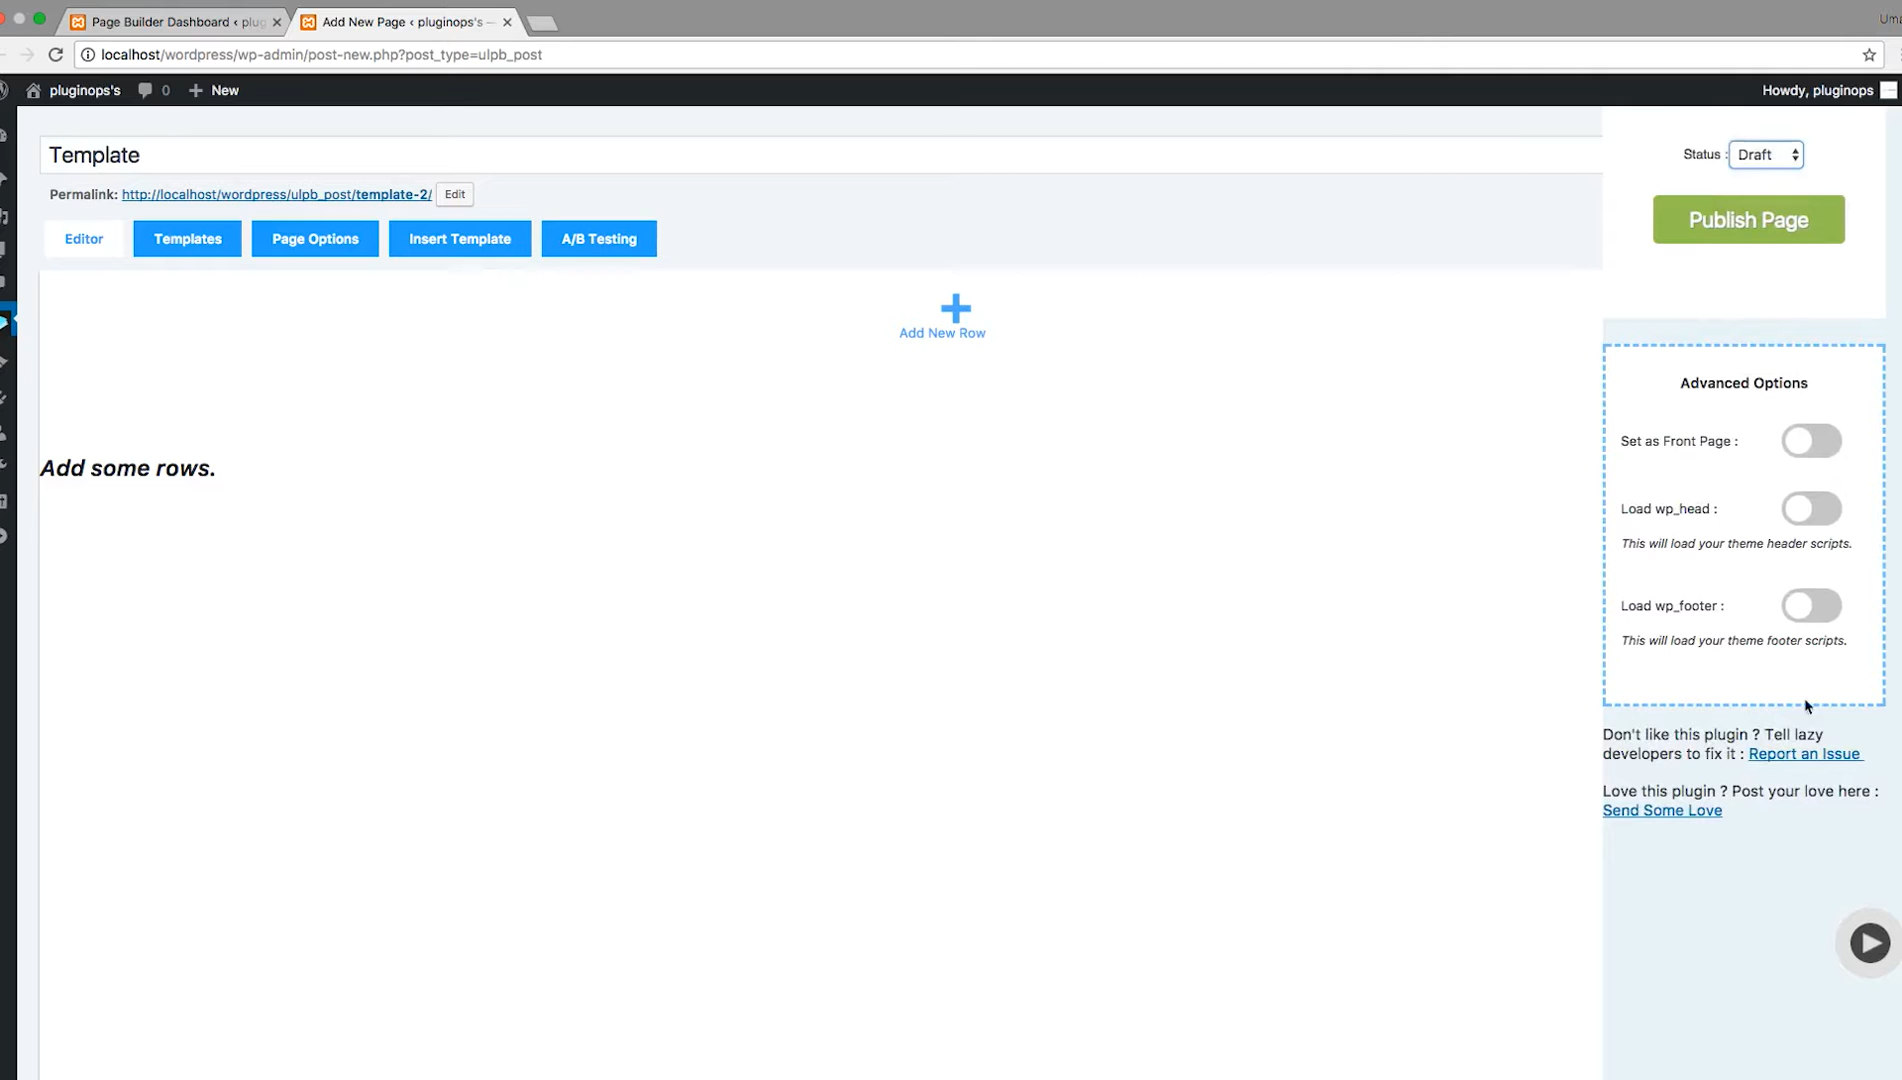 Page Builder Dashboard ‹ plug
Add New Page ‹ pluginops's —
Uma
localhost/wordpress/wp-admin/post-new.php?post_type=ulpb_post
pluginops's 0 New
Howdy, pluginops
Template
Status : Draft
Permalink: http://localhost/wordpress/ulpb_post/template-2/ Edit
Publish Page
Editor Templates Page Options Insert Template A/B Testing
Add New Row
Add some rows.
Advanced Options
Set as Front Page :
Load wp_head :
This will load your theme header scripts.
Load wp_footer :
This will load your theme footer scripts.
Don't like this plugin ? Tell lazy
developers to fix it : Report an Issue
Love this plugin ? Post your love here :
Send Some Love